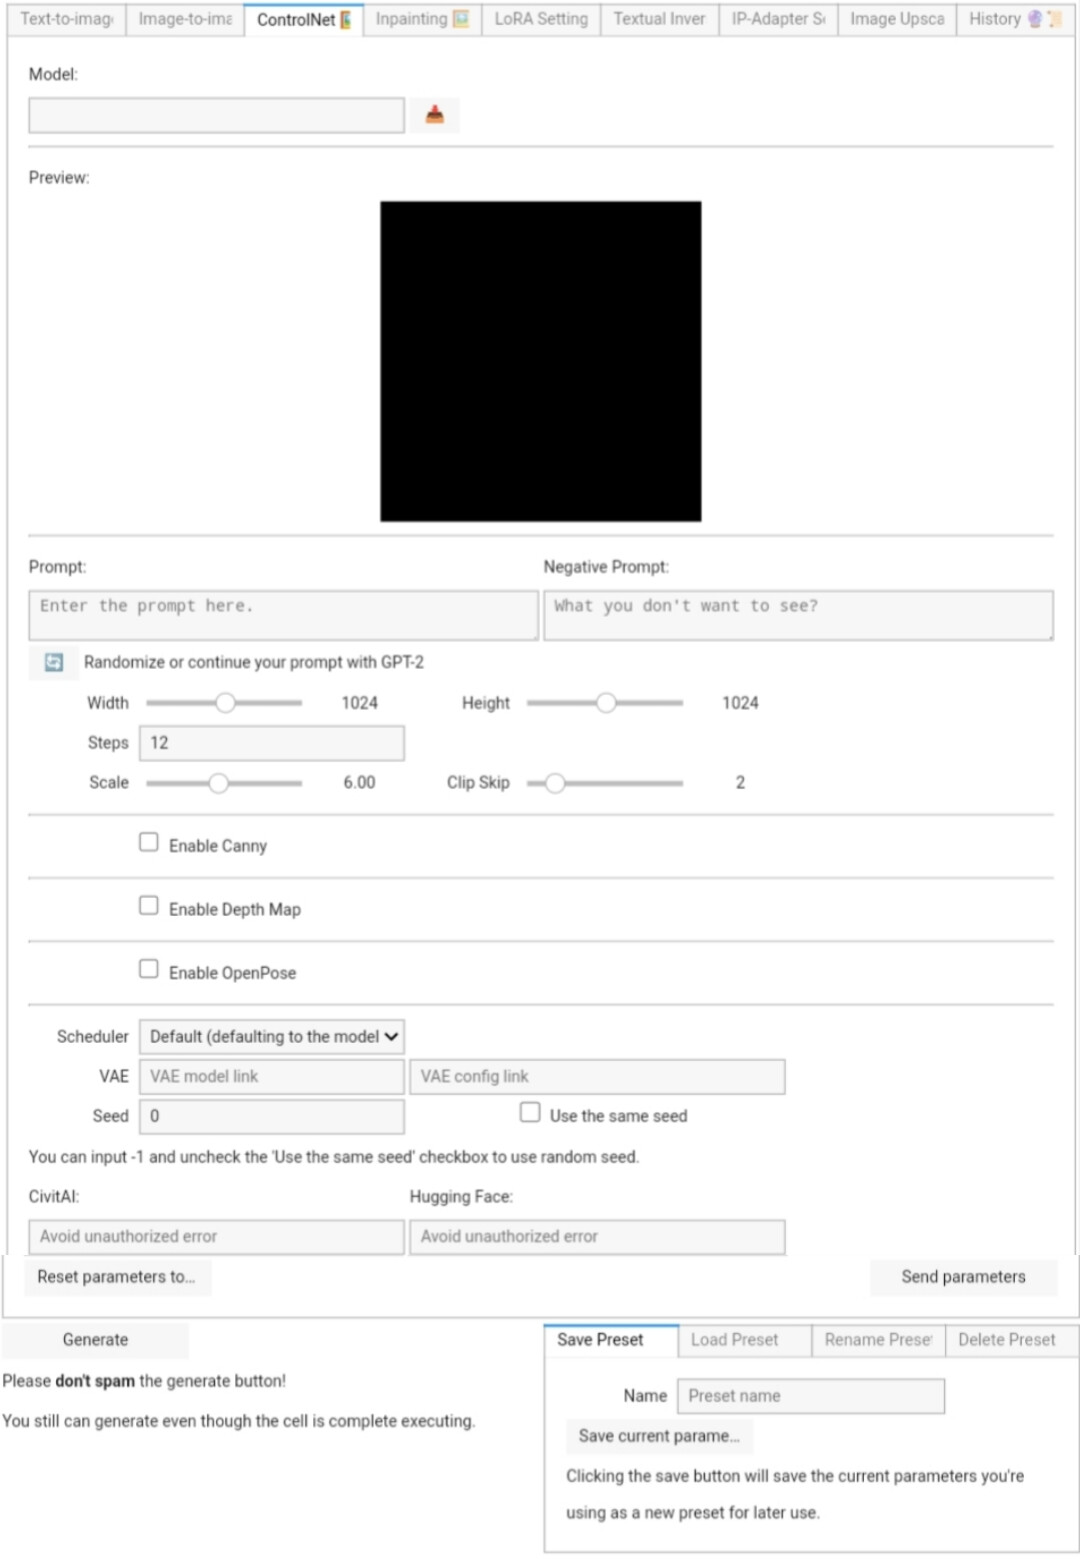 Text-to-imag Image-to-ima ControlNet Inpainting LoRA Setting Textual Inver IP-Adapter Se Image Upsca History
Model:
Preview:
Prompt: Negative Prompt:
Enter the prompt here. What you don't want to see?
Randomize or continue your prompt with GPT-2
Width 1024 Height 1024
Steps 12
Scale 6.00 Clip Skip 2
Enable Canny
Enable Depth Map
Enable OpenPose
Scheduler Default (defaulting to the model
VAE VAE model link VAE config link
Seed 0 Use the same seed
You can input -1 and uncheck the 'Use the same seed' checkbox to use random seed.
CivitAI: Hugging Face:
Avoid unauthorized error Avoid unauthorized error
Reset parameters to... Send parameters
Generate
Please don't spam the generate button!
You still can generate even though the cell is complete executing.
Save Preset Load Preset Rename Prese Delete Preset
Name Preset name
Save current parame...
Clicking the save button will save the current parameters you're
using as a new preset for later use.